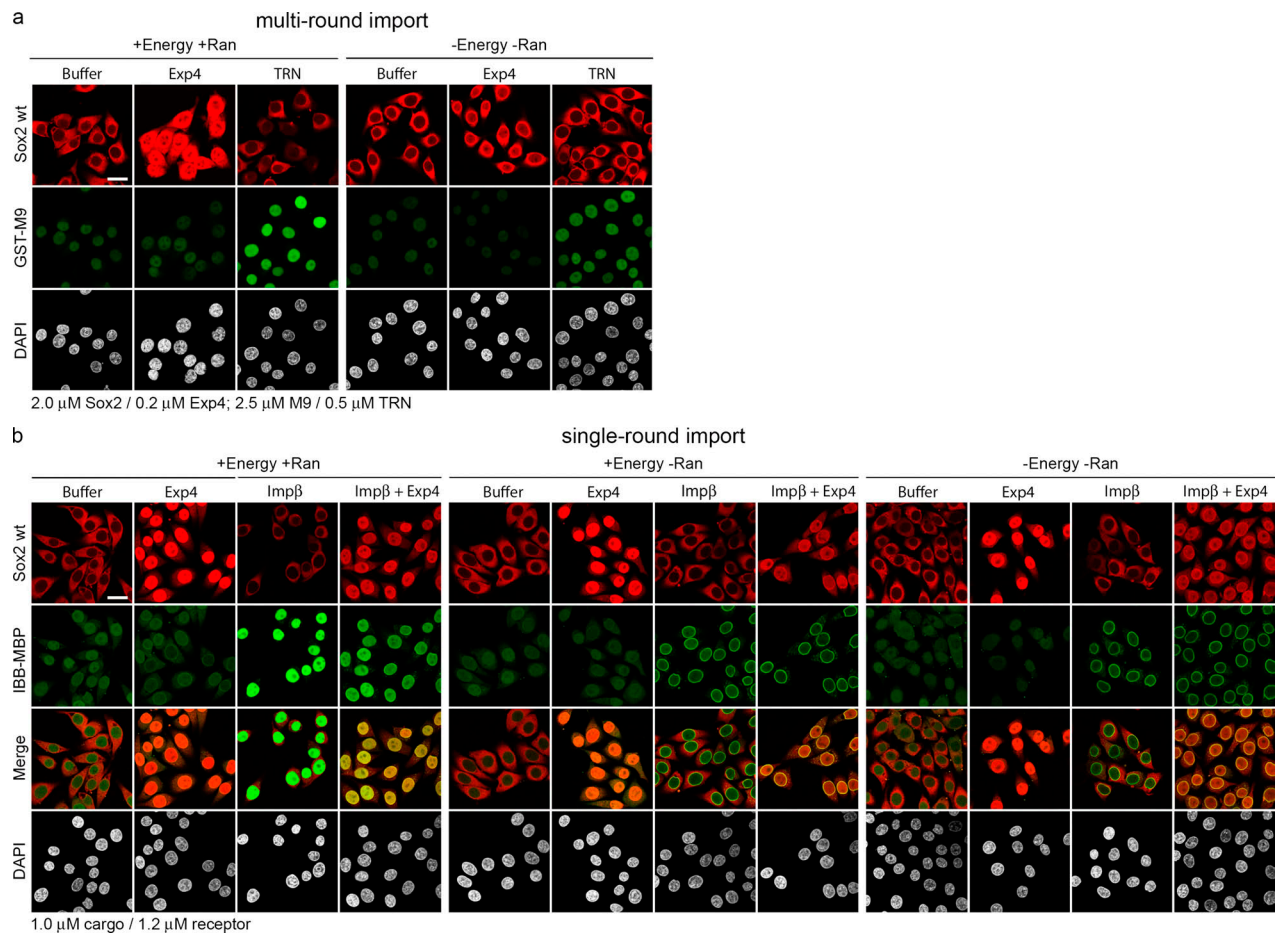 a
multi-round import
+Energy +Ran -Energy -Ran
Buffer Exp4 TRN Buffer Exp4 TRN
Sox2 wt
GST-M9
DAPI
2.0 μM Sox2 / 0.2 μM Exp4; 2.5 μM M9 / 0.5 μM TRN
b
single-round import
+Energy +Ran +Energy -Ran -Energy -Ran
Buffer Exp4 Impβ Impβ + Exp4 Buffer Exp4 Impβ Impβ + Exp4 Buffer Exp4 Impβ Impβ + Exp4
Sox2 wt
IBB-MBP
Merge
DAPI
1.0 μM cargo / 1.2 μM receptor